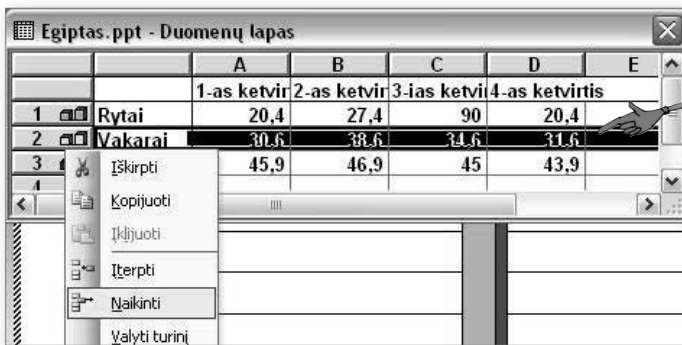 Egiptas.ppt - Duomenų lapas
A B C D E
1-as ketvir 2-as ketvir 3-ias ketvi 4-as ketvirtis
1 Rytai 20,4 27,4 90 20,4
2 Vakarai 30,6 38,6 34,6 31,6
3 45,9 46,9 45 43,9
4
Iškirpti
Kopijuoti
Įklijuoti
Įterpti
Naikinti
Valyti turinį